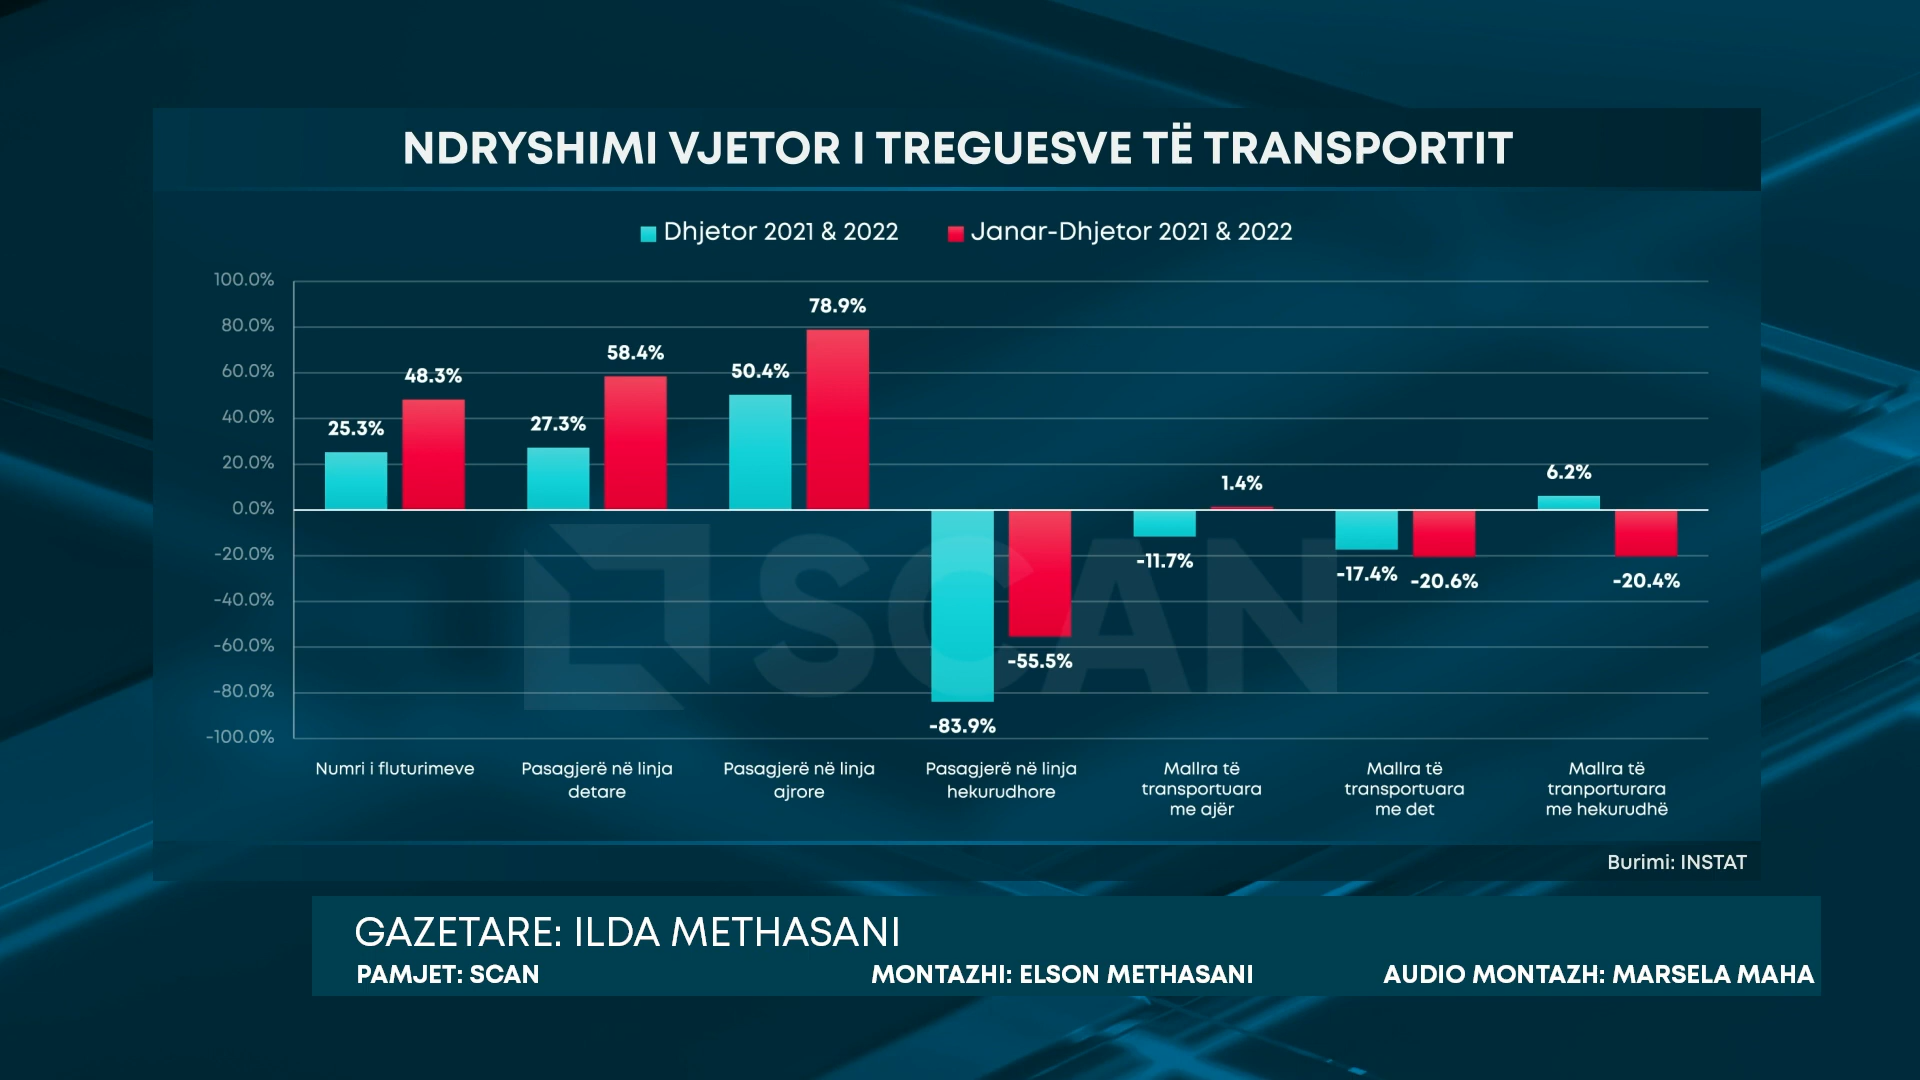 NDRYSHIMI VJETOR I TREGUESVE TË TRANSPORTIT
Dhjetor 2021 & 2022 Janar-Dhjetor 2021 & 2022
100.0%
80.0%
60.0%
40.0%
20.0%
0.0%
-20.0%
-40.0%
-60.0%
-80.0%
-100.0%
25.3% 48.3%
27.3% 58.4%
50.4% 78.9%
-83.9% -55.5%
-11.7% 1.4%
-17.4% -20.6%
6.2% -20.4%
SCAN
Numri i fluturimeve
Pasagjerë në linja
detare
Pasagjerë në linja
ajrore
Pasagjerë në linja
hekurudhore
Mallra të
transportuara
me ajër
Mallra të
transportuara
me det
Mallra të
tranporturara
me hekurudhë
Burimi: INSTAT
GAZETARE: ILDA METHASANI
PAMJET: SCAN MONTAZHI: ELSON METHASANI AUDIO MONTAZH: MARSELA MAHA